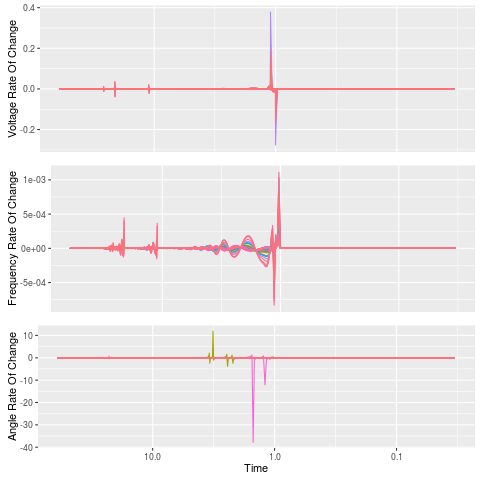 0.4
0.2
0.0
-0.2
Voltage Rate Of Change
1e-03
5e-04
0e+00
-5e-04
Frequency Rate Of Change
10
0
-10
-20
-30
-40
Angle Rate Of Change
10.0
1.0
0.1
Time